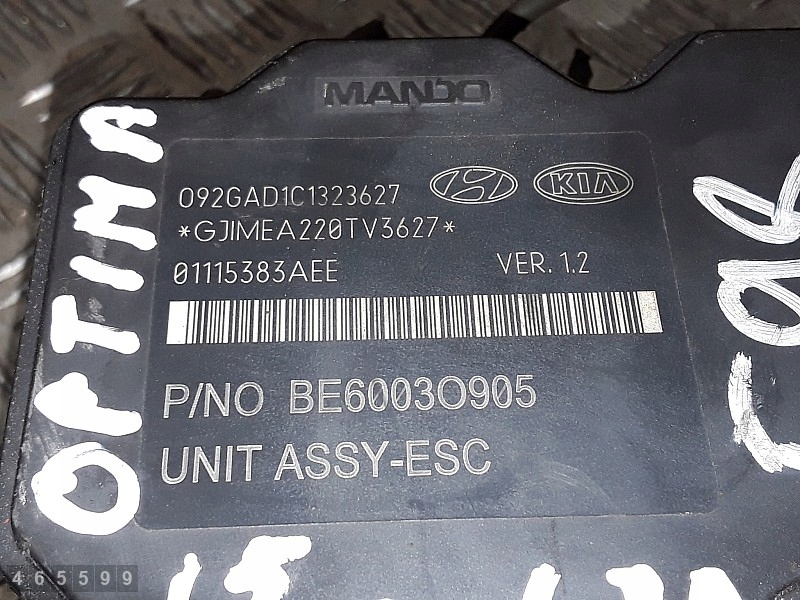 MANDO
OPTIMA
092GAD1C1323627
KIA
*GJIMEA220TV3627*
01115383AEE VER. 1.2
P/NO BE6003O905
UNIT ASSY-ESC
465599